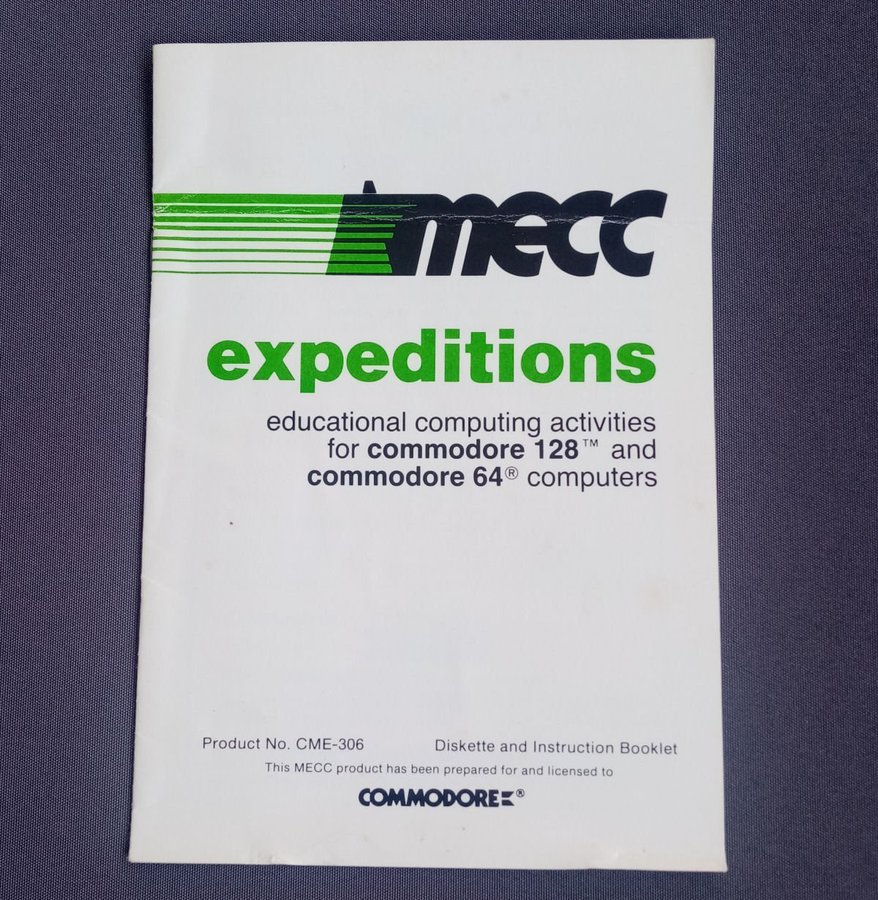 mecc
expeditions
educational computing activities
for commodore 128™ and
commodore 64® computers
Product No. CME-306 Diskette and Instruction Booklet
This MECC product has been prepared for and licensed to
COMMODORE®